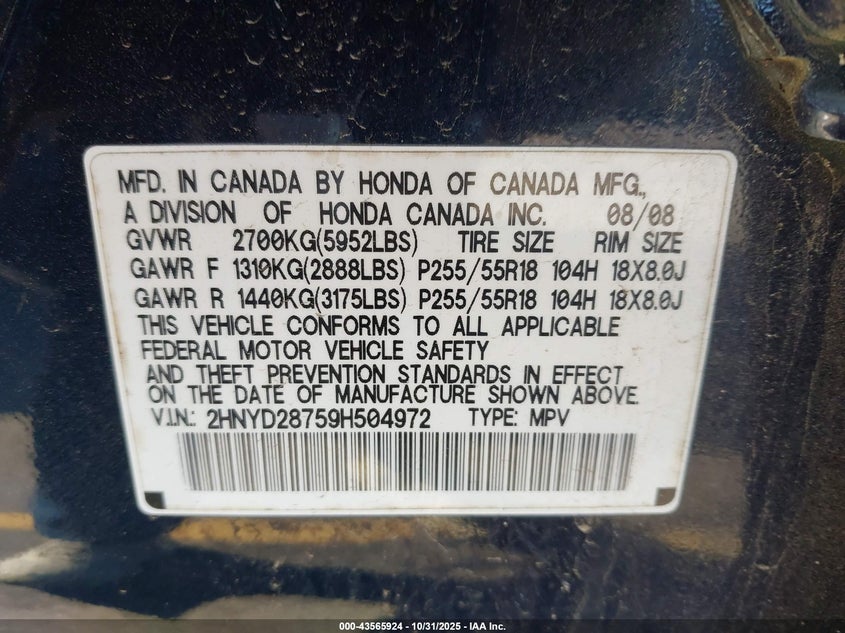 MFD. IN CANADA BY HONDA OF CANADA MFG.,
A DIVISION OF HONDA CANADA INC. 08/08
GVWR 2700KG(5952LBS) TIRE SIZE RIM SIZE
GAWR F 1310KG(2888LBS) P255/55R18 104H 18X8.0J
GAWR R 1440KG(3175LBS) P255/55R18 104H 18X8.0J
THIS VEHICLE CONFORMS TO ALL APPLICABLE
FEDERAL MOTOR VEHICLE SAFETY
AND THEFT PREVENTION STANDARDS IN EFFECT
ON THE DATE OF MANUFACTURE SHOWN ABOVE.
V.I.N.: 2HNYD28759H504972 TYPE: MPV
000-43565924 | 10/31/2025 - IAA Inc.